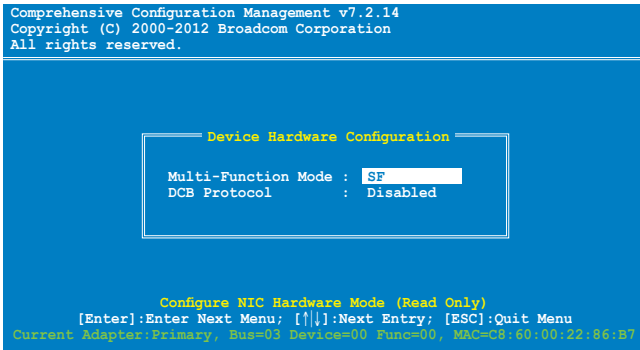 Comprehensive Configuration Management v7.2.14
Copyright (C) 2000-2012 Broadcom Corporation
All rights reserved.
Device Hardware Configuration
Multi-Function Mode : SF
DCB Protocol : Disabled
Configure NIC Hardware Mode (Read Only)
[Enter]:Enter Next Menu; [↑|↓]:Next Entry; [ESC]:Quit Menu
Current Adapter:Primary, Bus=03 Device=00 Func=00, MAC=C8:60:00:22:86:B7